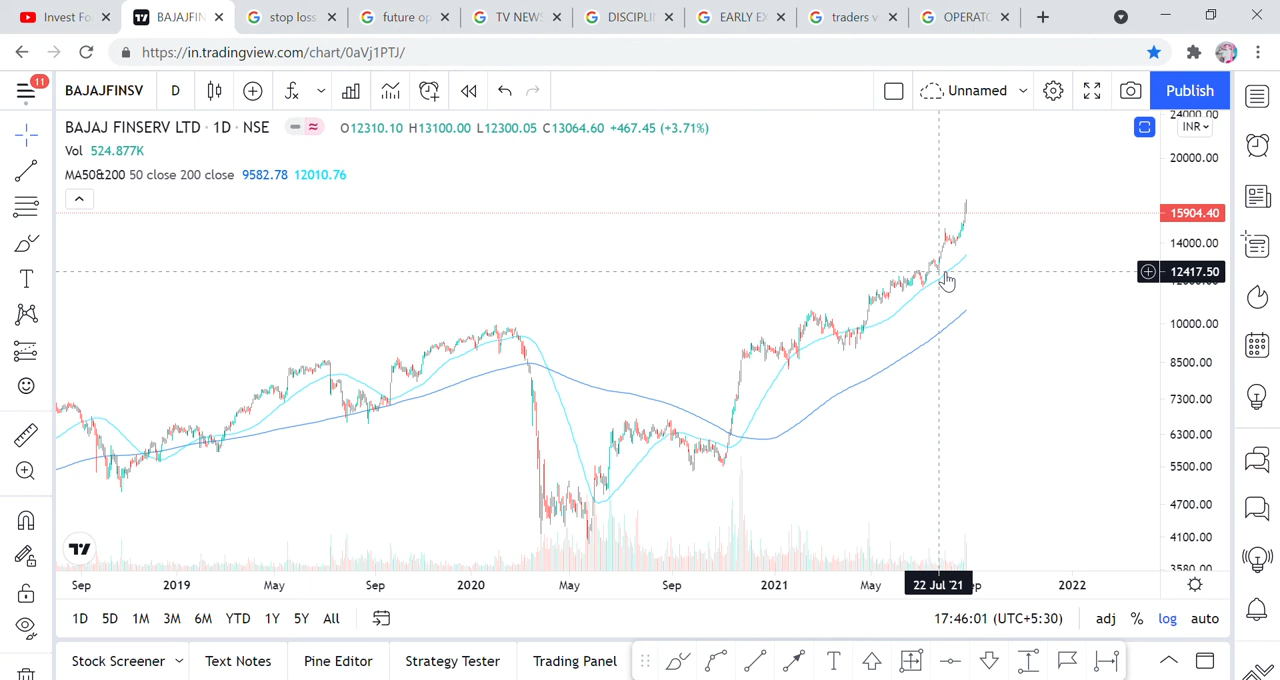 Invest Fo
BAJAJFIN
stop loss
future op
TV NEWS
DISCIPLI
EARLY EX
traders v
OPERATO
https://in.tradingview.com/chart/0aVj1PTJ/
11
BAJAJFINSV
D
Unnamed
Publish
BAJAJ FINSERV LTD · 1D · NSE
O12310.10 H13100.00 L12300.05 C13064.60 +467.45 (+3.71%)
Vol 524.877K
MA50&200 50 close 200 close 9582.78 12010.76
24000.00
INR
20000.00
15904.40
14000.00
12417.50
10000.00
8500.00
7300.00
6300.00
5500.00
4700.00
4100.00
3580.00
Sep 2019 May Sep 2020 May Sep 2021 May 22 Jul '21 ep 2022
1D 5D 1M 3M 6M YTD 1Y 5Y All
17:46:01 (UTC+5:30) adj % log auto
Stock Screener Text Notes Pine Editor Strategy Tester Trading Panel
T